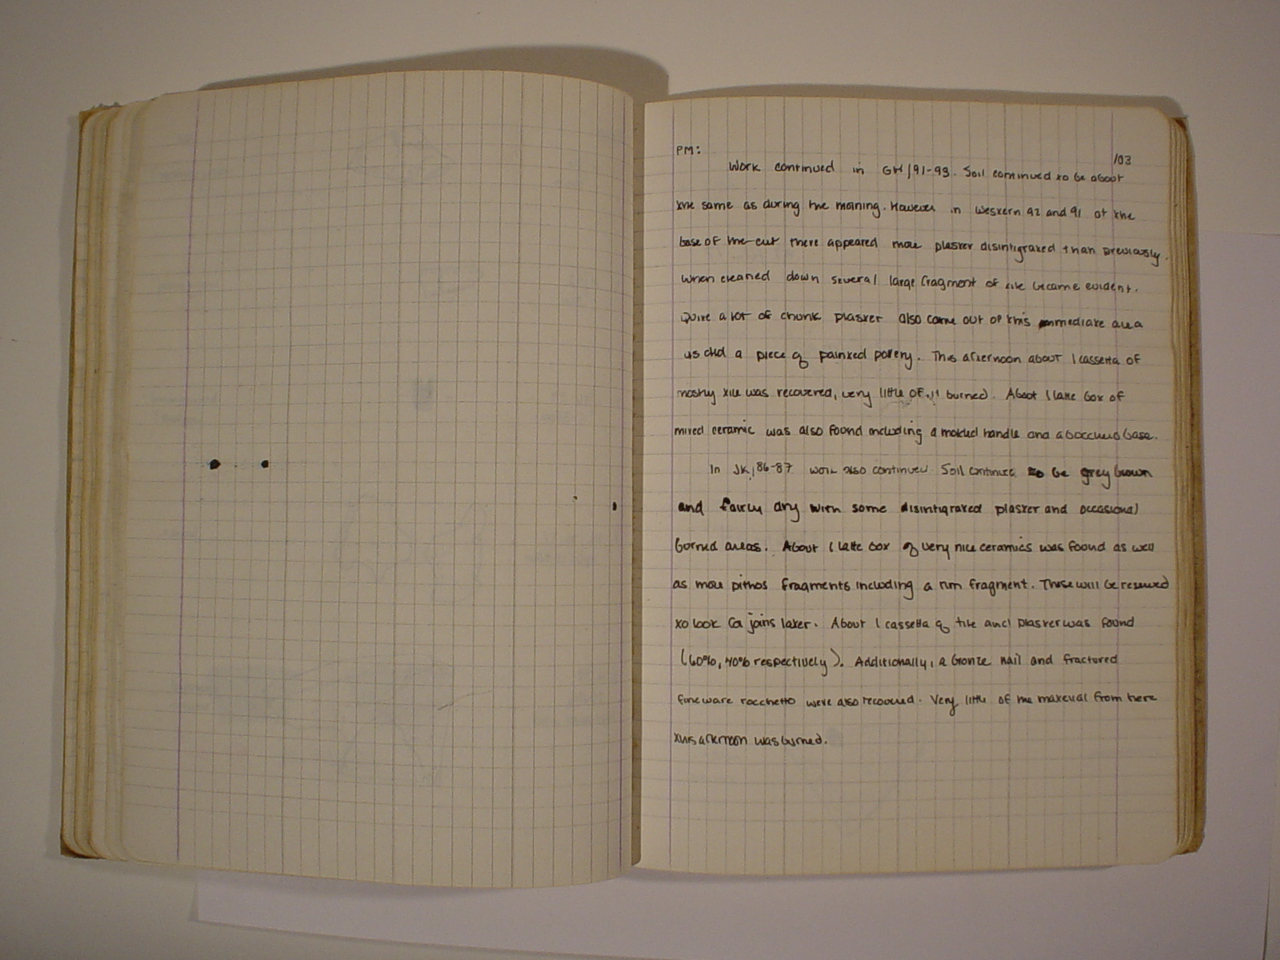 103
PM:
Work continued in GH/91-93. Soil continued to be about
the same as during the morning. However in western 92 and 91 at the
base of the cut there appeared more plaster disintigrated than previously.
When cleaned down several large fragment of tile became evident.
Quite a lot of chunk plaster also came out of this immediate area
as did a piece of painted pottery. This afternoon about 1 cassetta of
mostly tile was recovered, very little of it burned. About 1 latte box of
mixed ceramic was also found including a molded handle and a bucchero base.
In JK/86-87 work also continued Soil continues to be grey brown
and fairly dry with some disintigrated plaster and occasional
burned areas. About 1 latte box of very nice ceramics was found as well
as more pithos fragments including a rim fragment. These will be reserved
to look for joins later. About 1 cassetta of tile and plaster was found
(60%, 40% respectively). Additionally, a bronze nail and fractured
fineware rocchetto were also recovered. Very little of the material from here
this afternoon was burned.